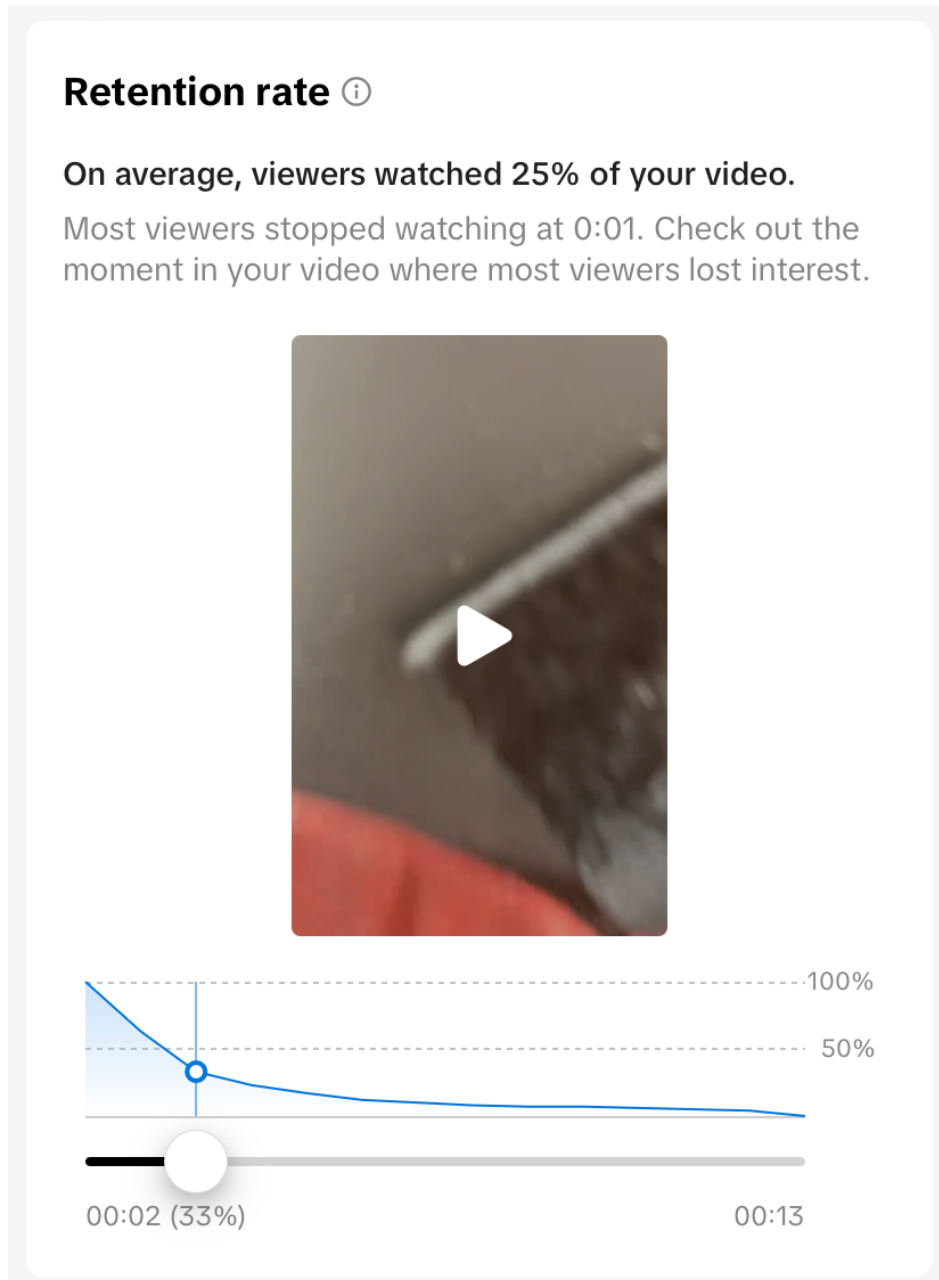 Retention rate
On average, viewers watched 25% of your video.
Most viewers stopped watching at 0:01. Check out the
moment in your video where most viewers lost interest.
100%
50%
00:02 (33%)
00:13